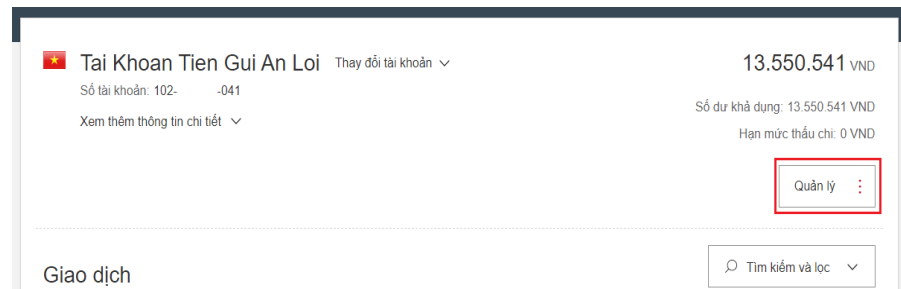 Tai Khoan Tien Gui An Loi Thay đổi tài khoản
13.550.541 VND
Số tài khoản: 102- -041
Số dư khả dụng: 13.550.541 VND
Xem thêm thông tin chi tiết
Hạn mức thấu chi: 0 VND
Quản lý
Giao dịch
Tìm kiếm và lọc